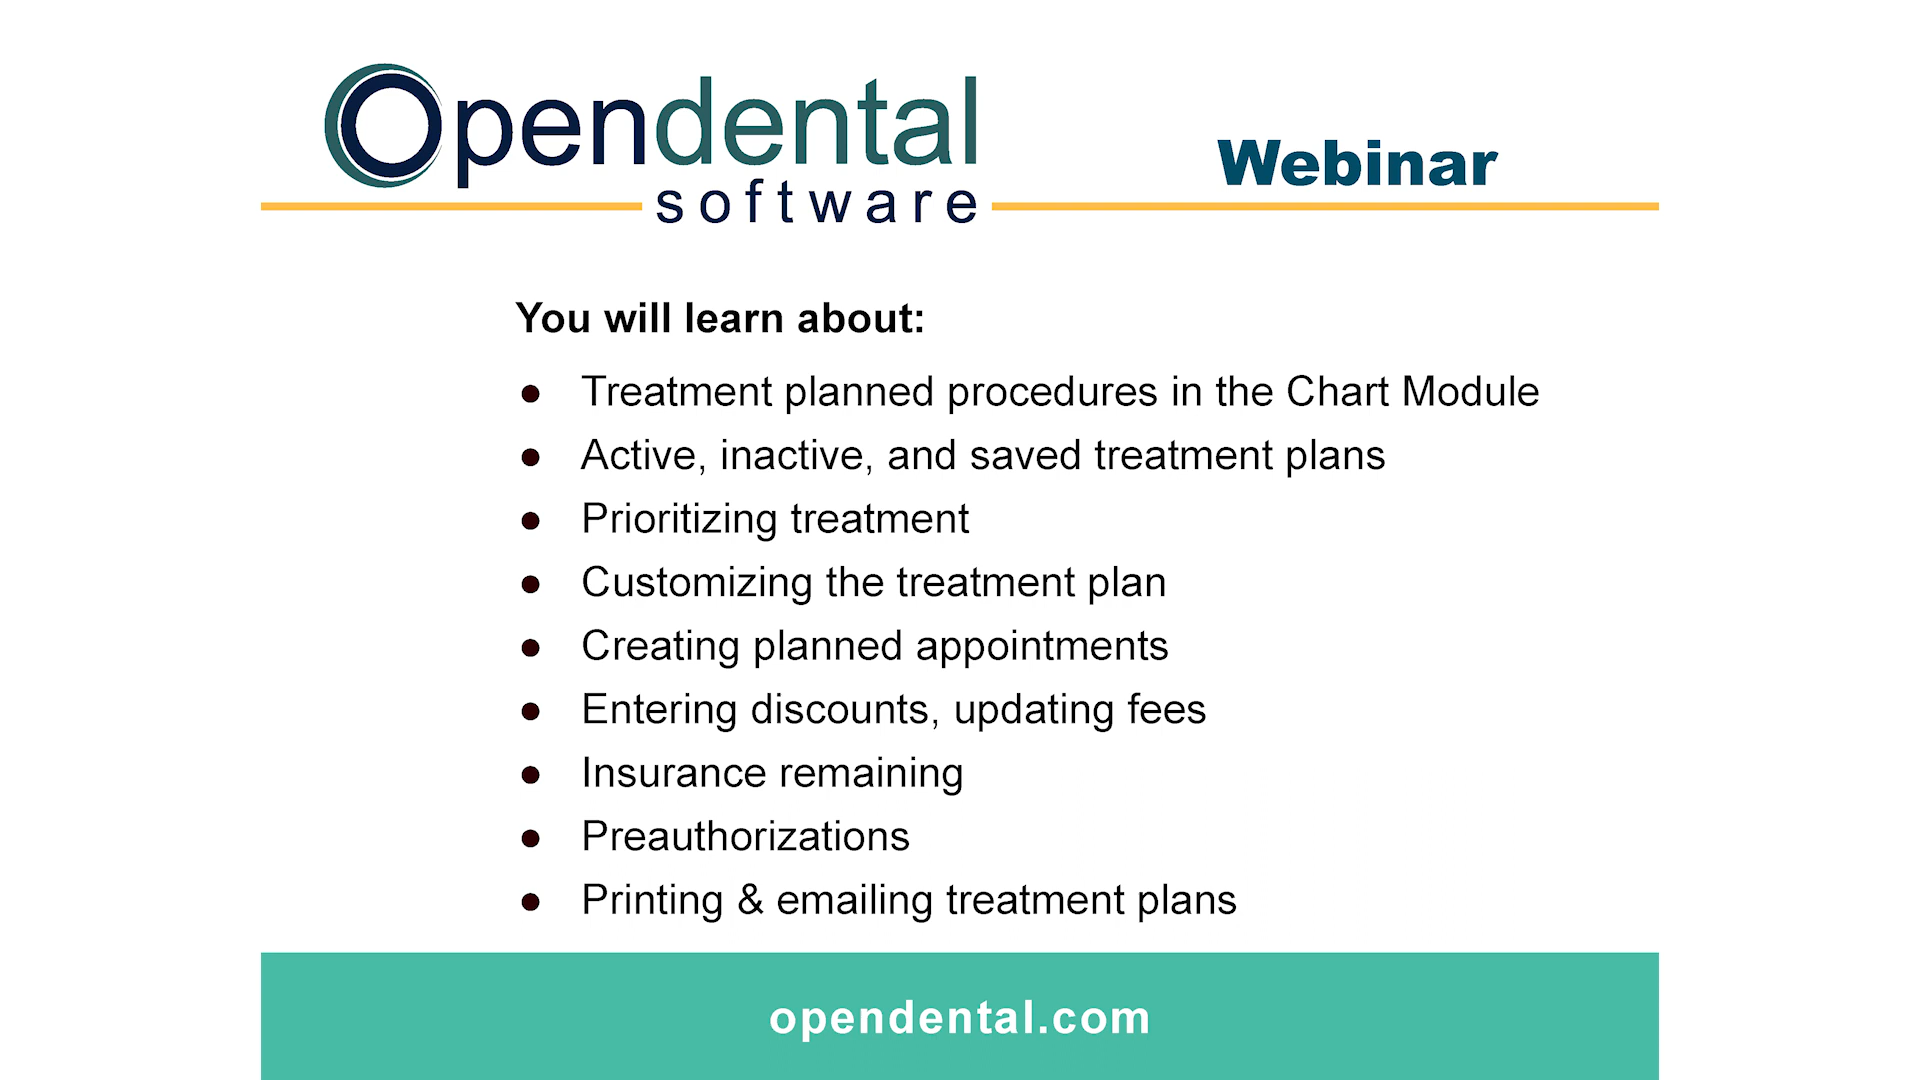 Opendental
software
Webinar
You will learn about:
● Treatment planned procedures in the Chart Module
● Active, inactive, and saved treatment plans
● Prioritizing treatment
● Customizing the treatment plan
● Creating planned appointments
● Entering discounts, updating fees
● Insurance remaining
● Preauthorizations
● Printing & emailing treatment plans
opendental.com